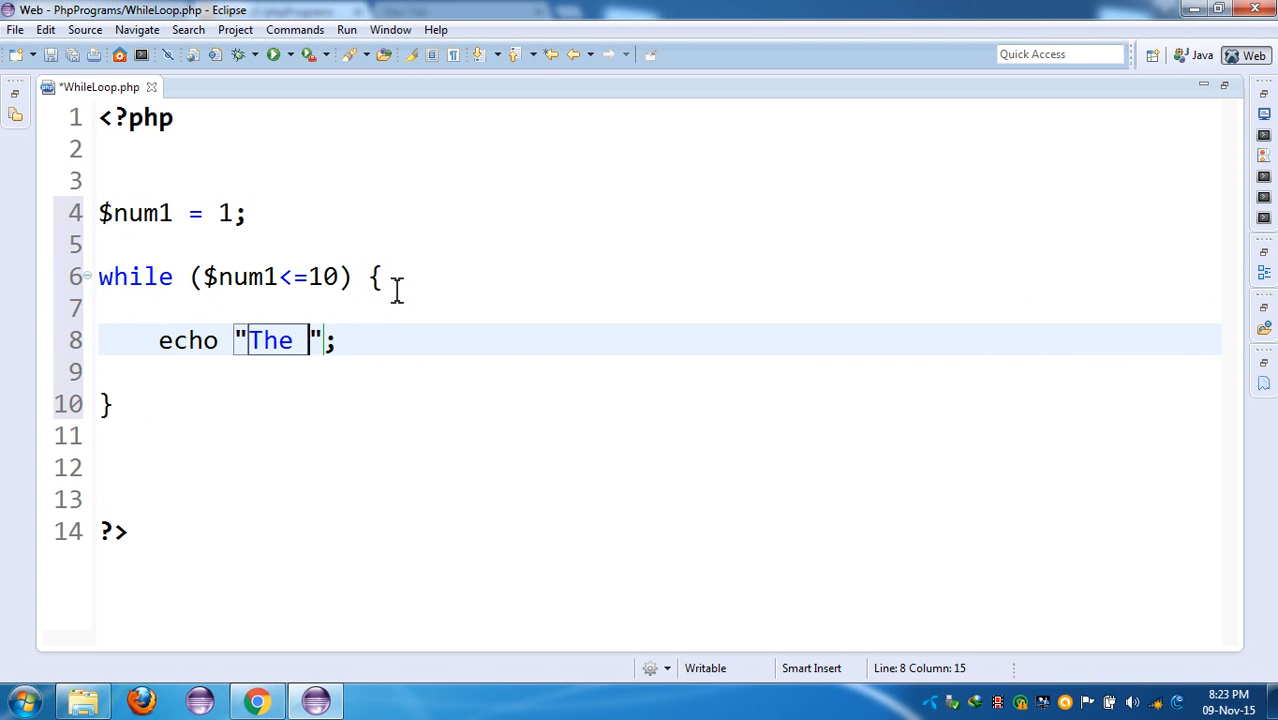 Web - PhpPrograms/WhileLoop.php - Eclipse
File Edit Source Navigate Search Project Commands Run Window Help
Quick Access
Java
Web
*WhileLoop.php
1 <?php
2
3
4 $num1 = 1;
5
6 while ($num1<=10) {
7
8 echo "The ";
9
10 }
11
12
13
14 ?>
Writable
Smart Insert
Line: 8 Column: 15
8:23 PM
09-Nov-15